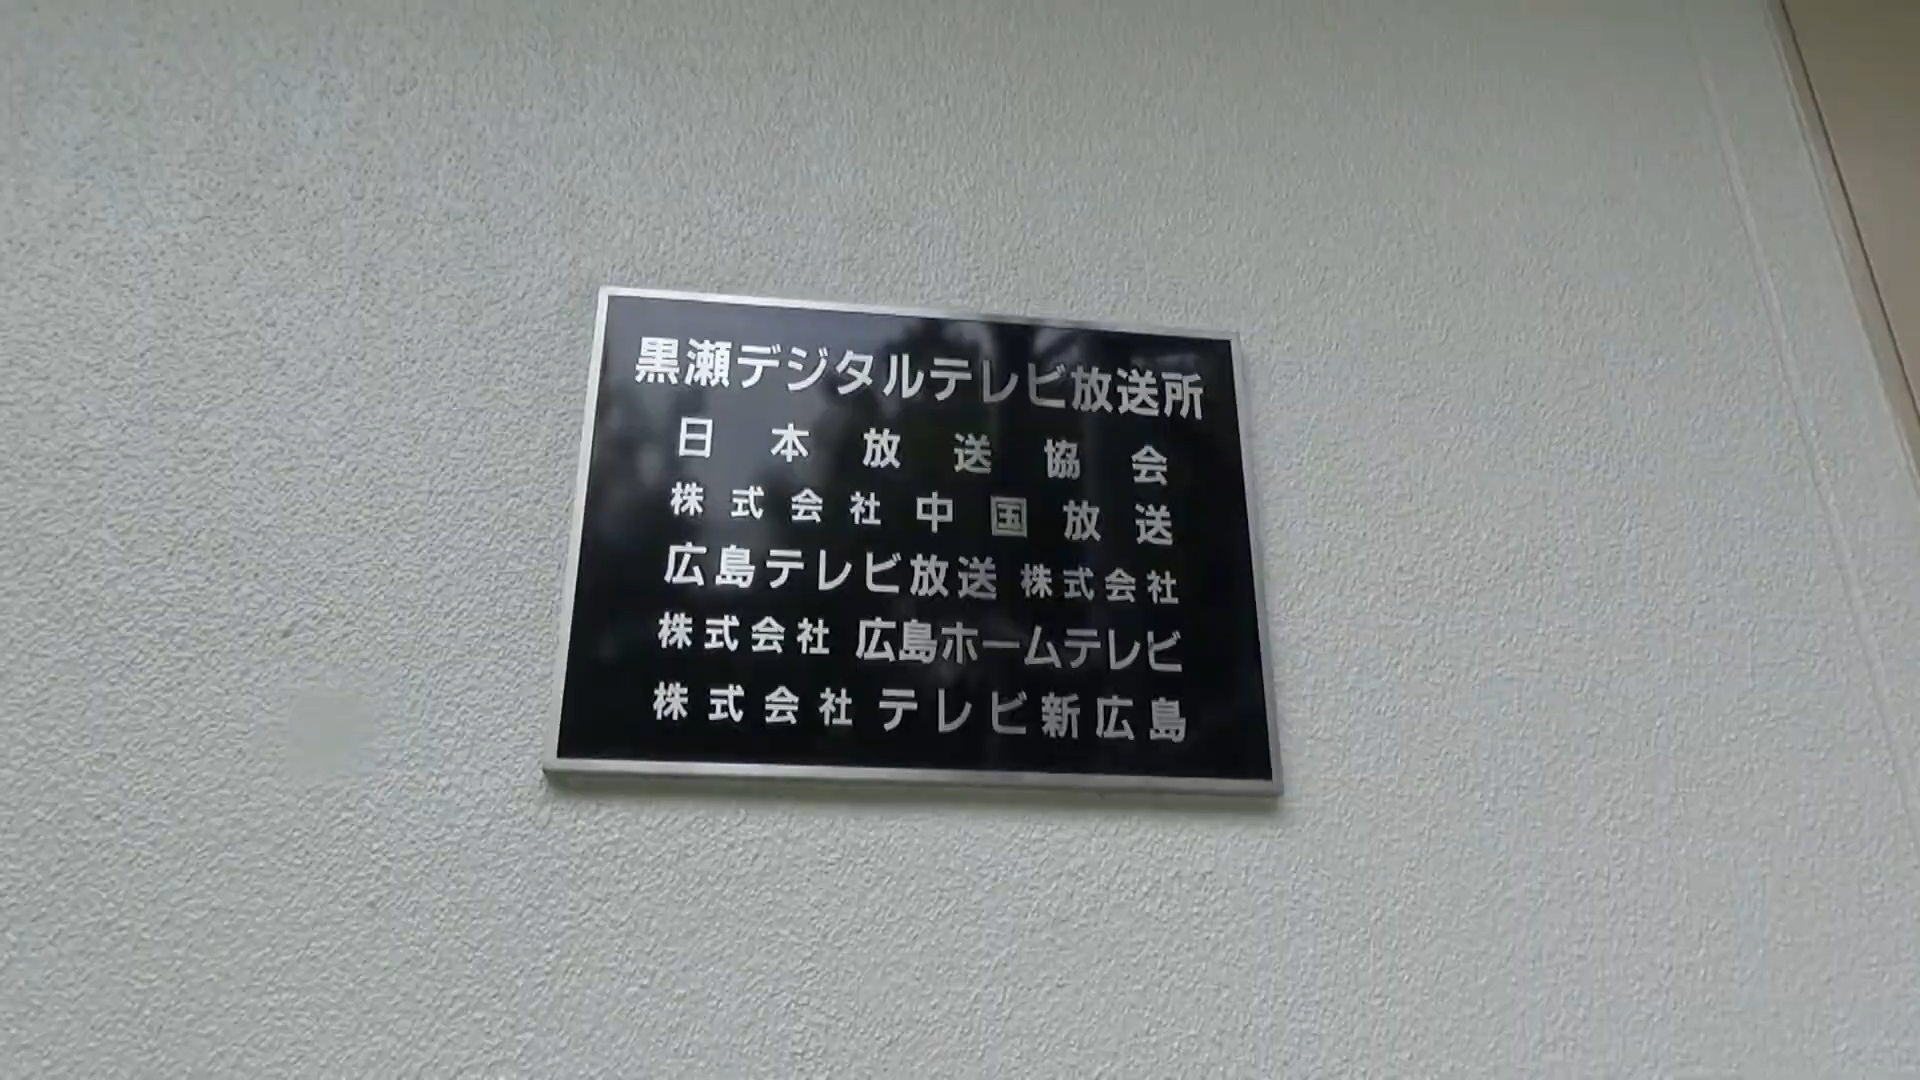 黒瀬デジタルテレビ放送所
日本放送協会
株式会社中国放送
広島テレビ放送 株式会社
株式会社 広島ホームテレビ
株式会社 テレビ新広島